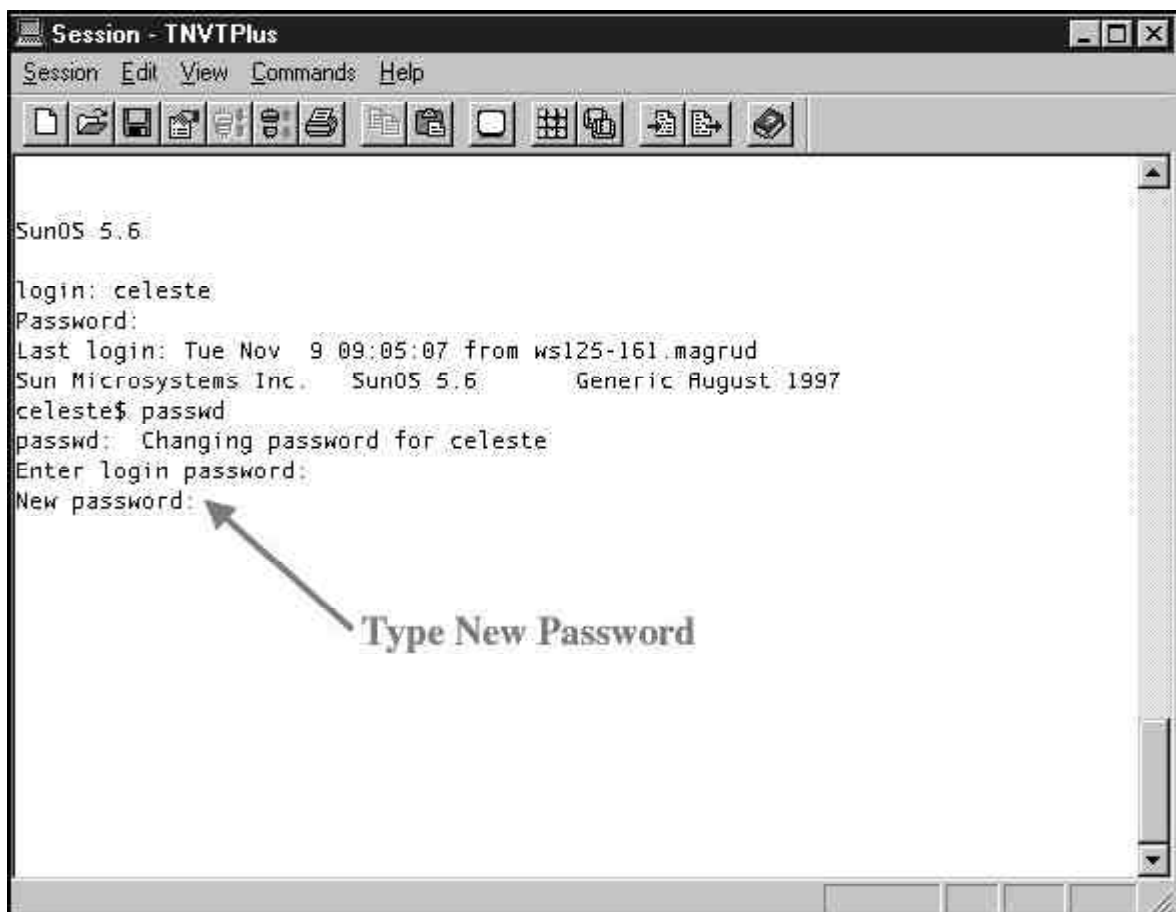 Session - TNVTPlus
Session Edit View Commands Help
SunOS 5.6
login: celeste
Password:
Last login: Tue Nov  9 09:05:07 from ws125-161.magrud
Sun Microsystems Inc.   SunOS 5.6       Generic August 1997
celeste$ passwd
passwd:  Changing password for celeste
Enter login password:
New password:
Type New Password